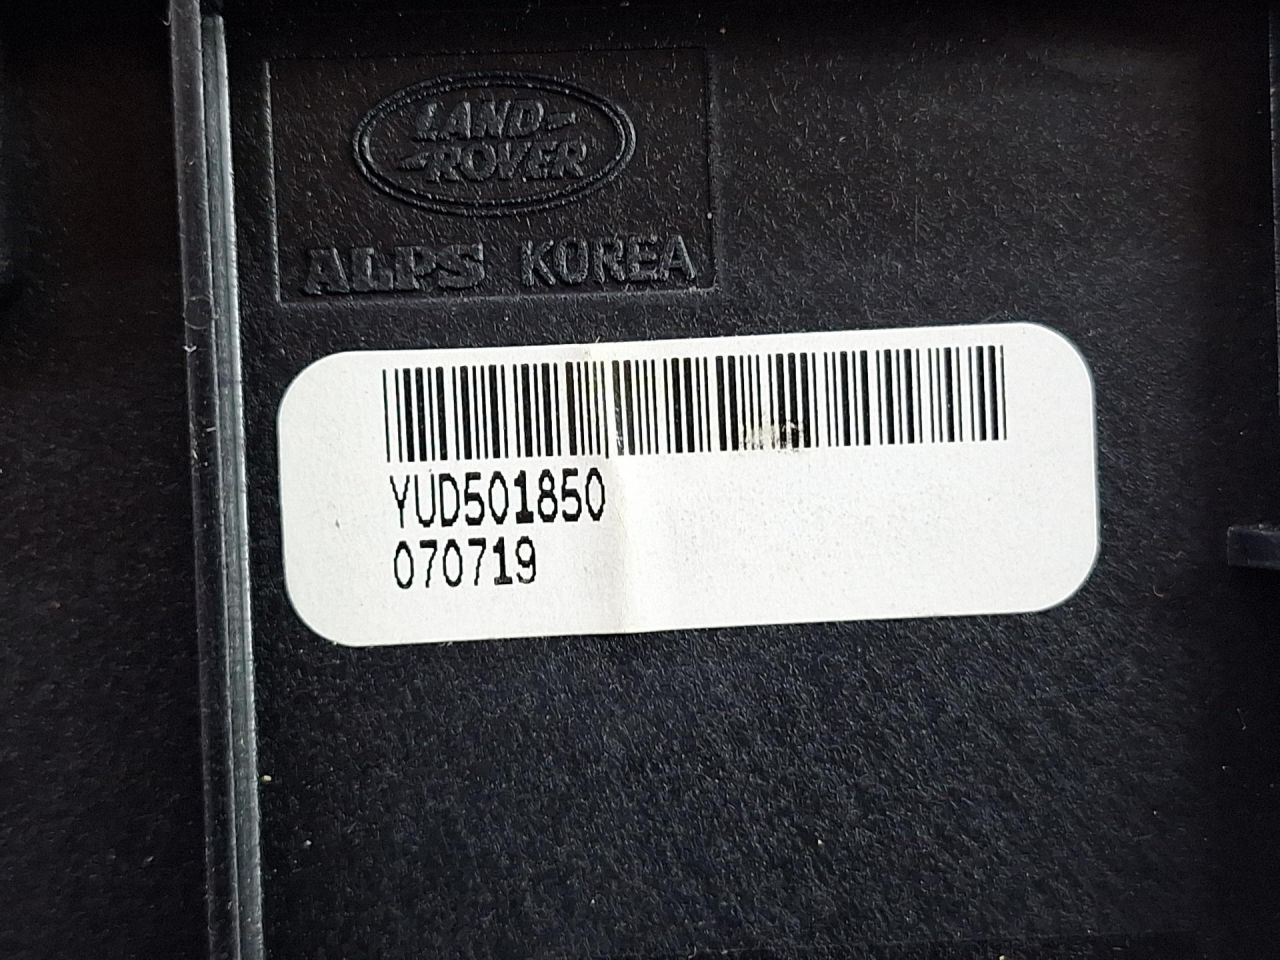 LAND-
-ROVER
ALPS KOREA
YUD501850
070719